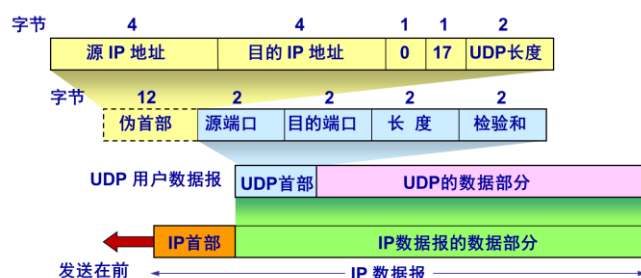 字节 4 4 1 1 2
源 IP 地址 目的 IP 地址 0 17 UDP长度
字节 12 2 2 2 2
伪首部 源端口 目的端口 长 度 检验和
UDP 用户数据报 UDP首部 UDP的数据部分
IP首部 IP数据报的数据部分
发送在前 IP 数据报